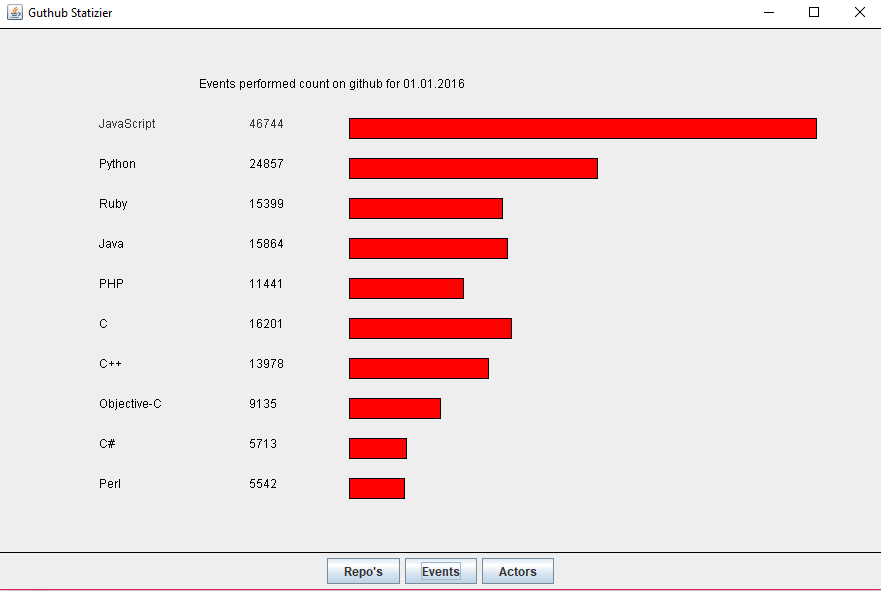 Guthub Statizier
Events performed count on github for 01.01.2016
JavaScript 46744
Python 24857
Ruby 15399
Java 15864
PHP 11441
C 16201
C++ 13978
Objective-C 9135
C# 5713
Perl 5542
Repo's Events Actors